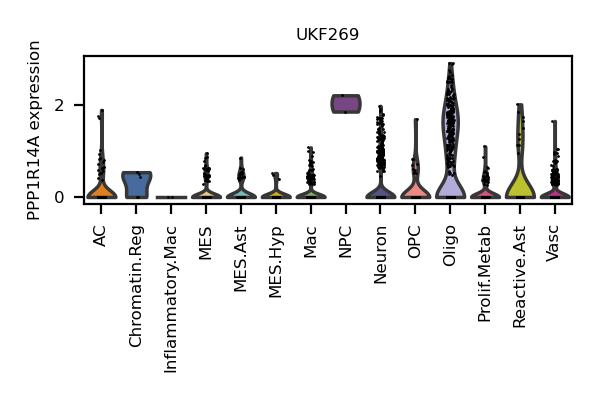 UKF269
PPP1R14A expression
2
0
AC
Chromatin.Reg
Inflammatory.Mac
MES
MES.Ast
MES.Hyp
Mac
NPC
Neuron
OPC
Oligo
Prolif.Metab
Reactive.Ast
Vasc